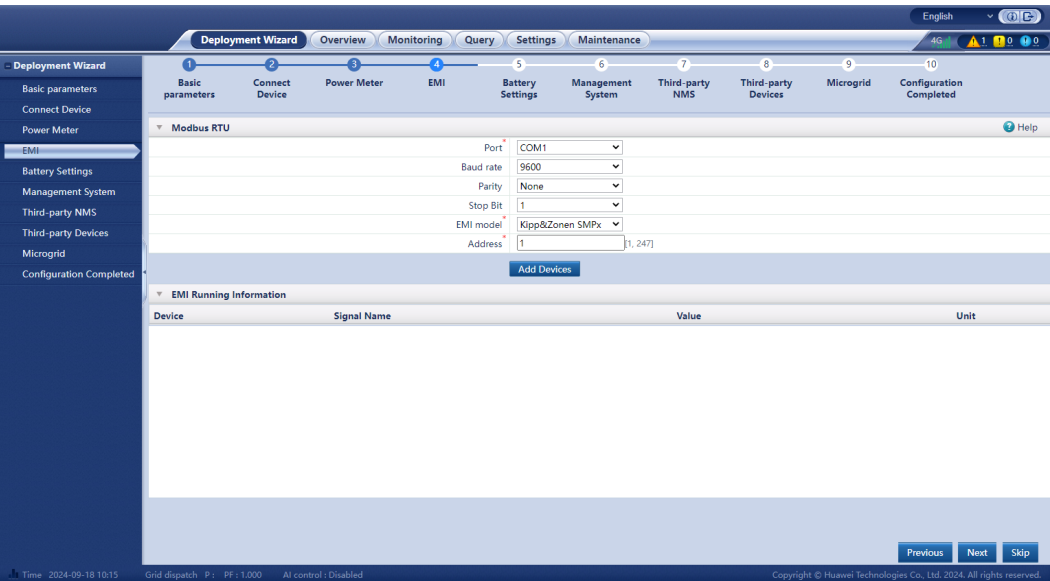 English
Deployment Wizard Overview Monitoring Query Settings Maintenance
4G 1 0 0
Deployment Wizard
Basic parameters
Connect Device
Power Meter
EMI
Battery Settings
Management System
Third-party NMS
Third-party Devices
Microgrid
Configuration Completed
1 2 3 4 5 6 7 8 9 10
Basic parameters
Connect Device
Power Meter
EMI
Battery Settings
Management System
Third-party NMS
Third-party Devices
Microgrid
Configuration Completed
Modbus RTU
Help
Port* COM1
Baud rate 9600
Parity None
Stop Bit 1
EMI model* Kipp&Zonen SMPx
Address* 1 [1, 247]
Add Devices
EMI Running Information
Device Signal Name Value Unit
Previous Next Skip
Time 2024-09-18 10:15 Grid dispatch P : PF : 1.000 AI control : Disabled Copyright © Huawei Technologies Co., Ltd. 2024. All rights reserved.